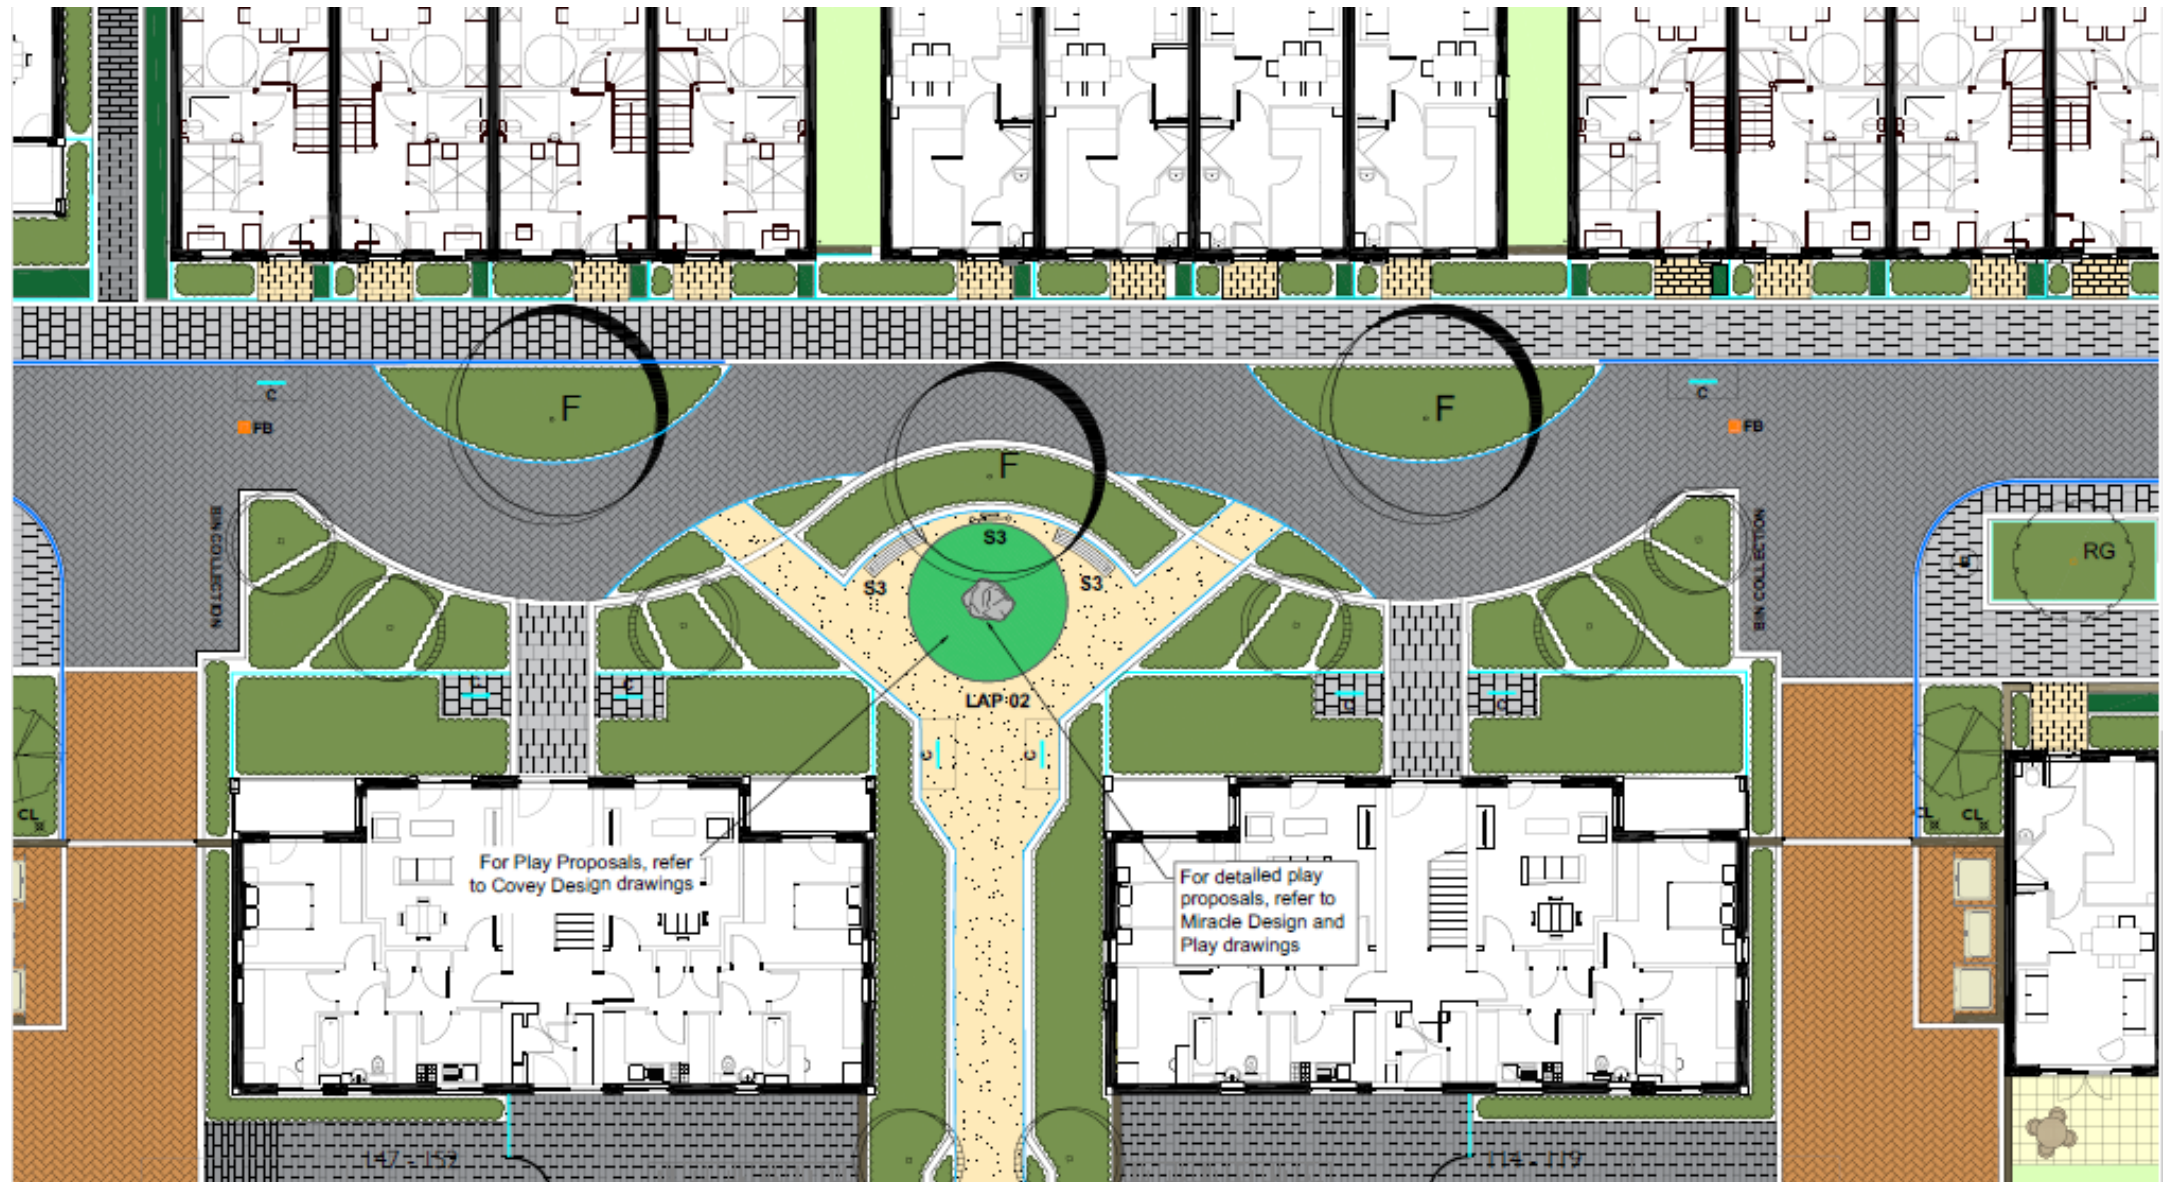 C
C
FB
FB
F
F
F
BIN COLLECTION
BIN COLLECTION
S3
S3
S3
RG
B
LAP:02
C
C
C
C
C
C
CL
CL
CL
For Play Proposals, refer
to Covey Design drawings
For detailed play
proposals, refer to
Miracle Design and
Play drawings
147 - 152
114 - 119